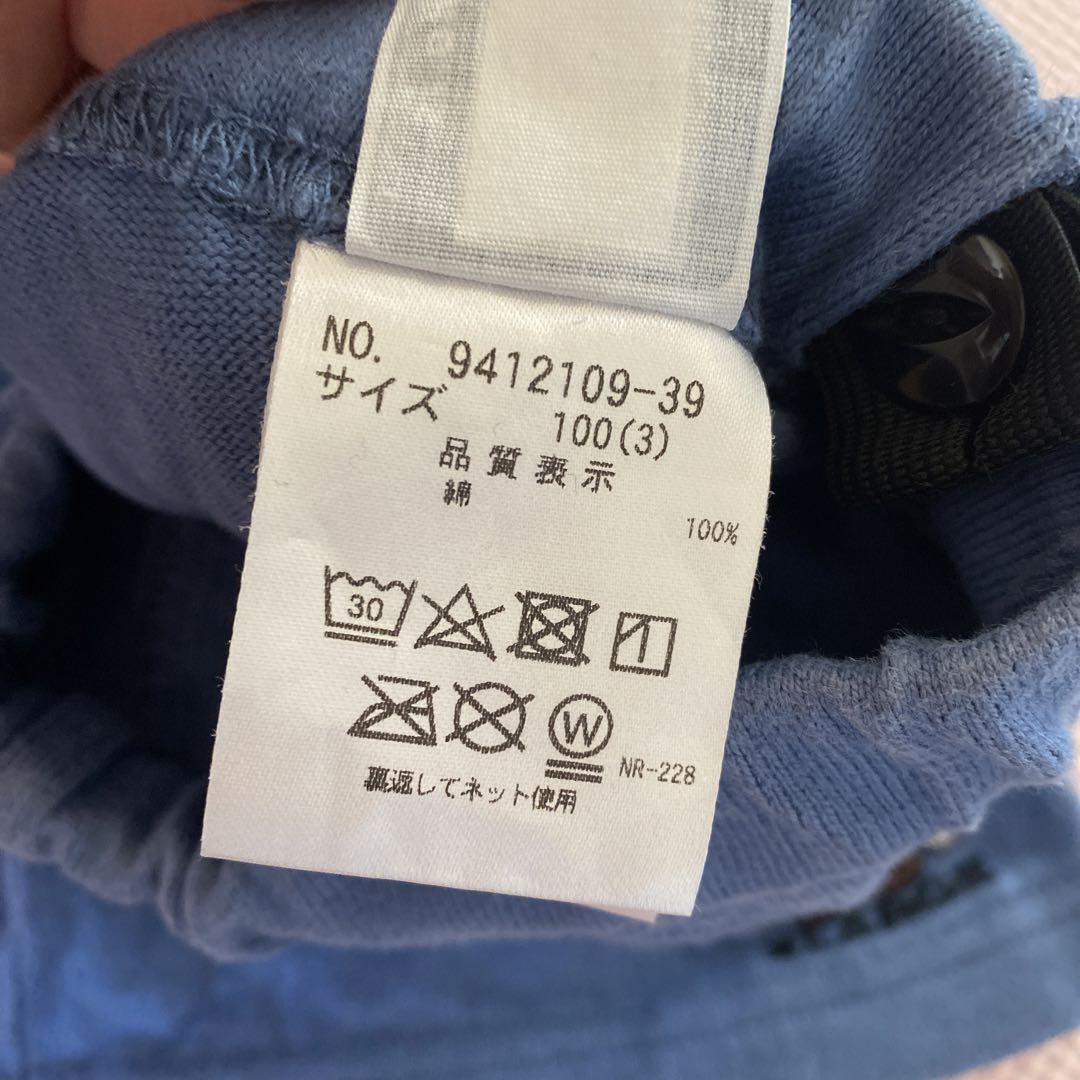 NO. 9412109-39
サイズ 100(3)
品質表示
綿
100%
30
W
NR-228
裏返してネット使用